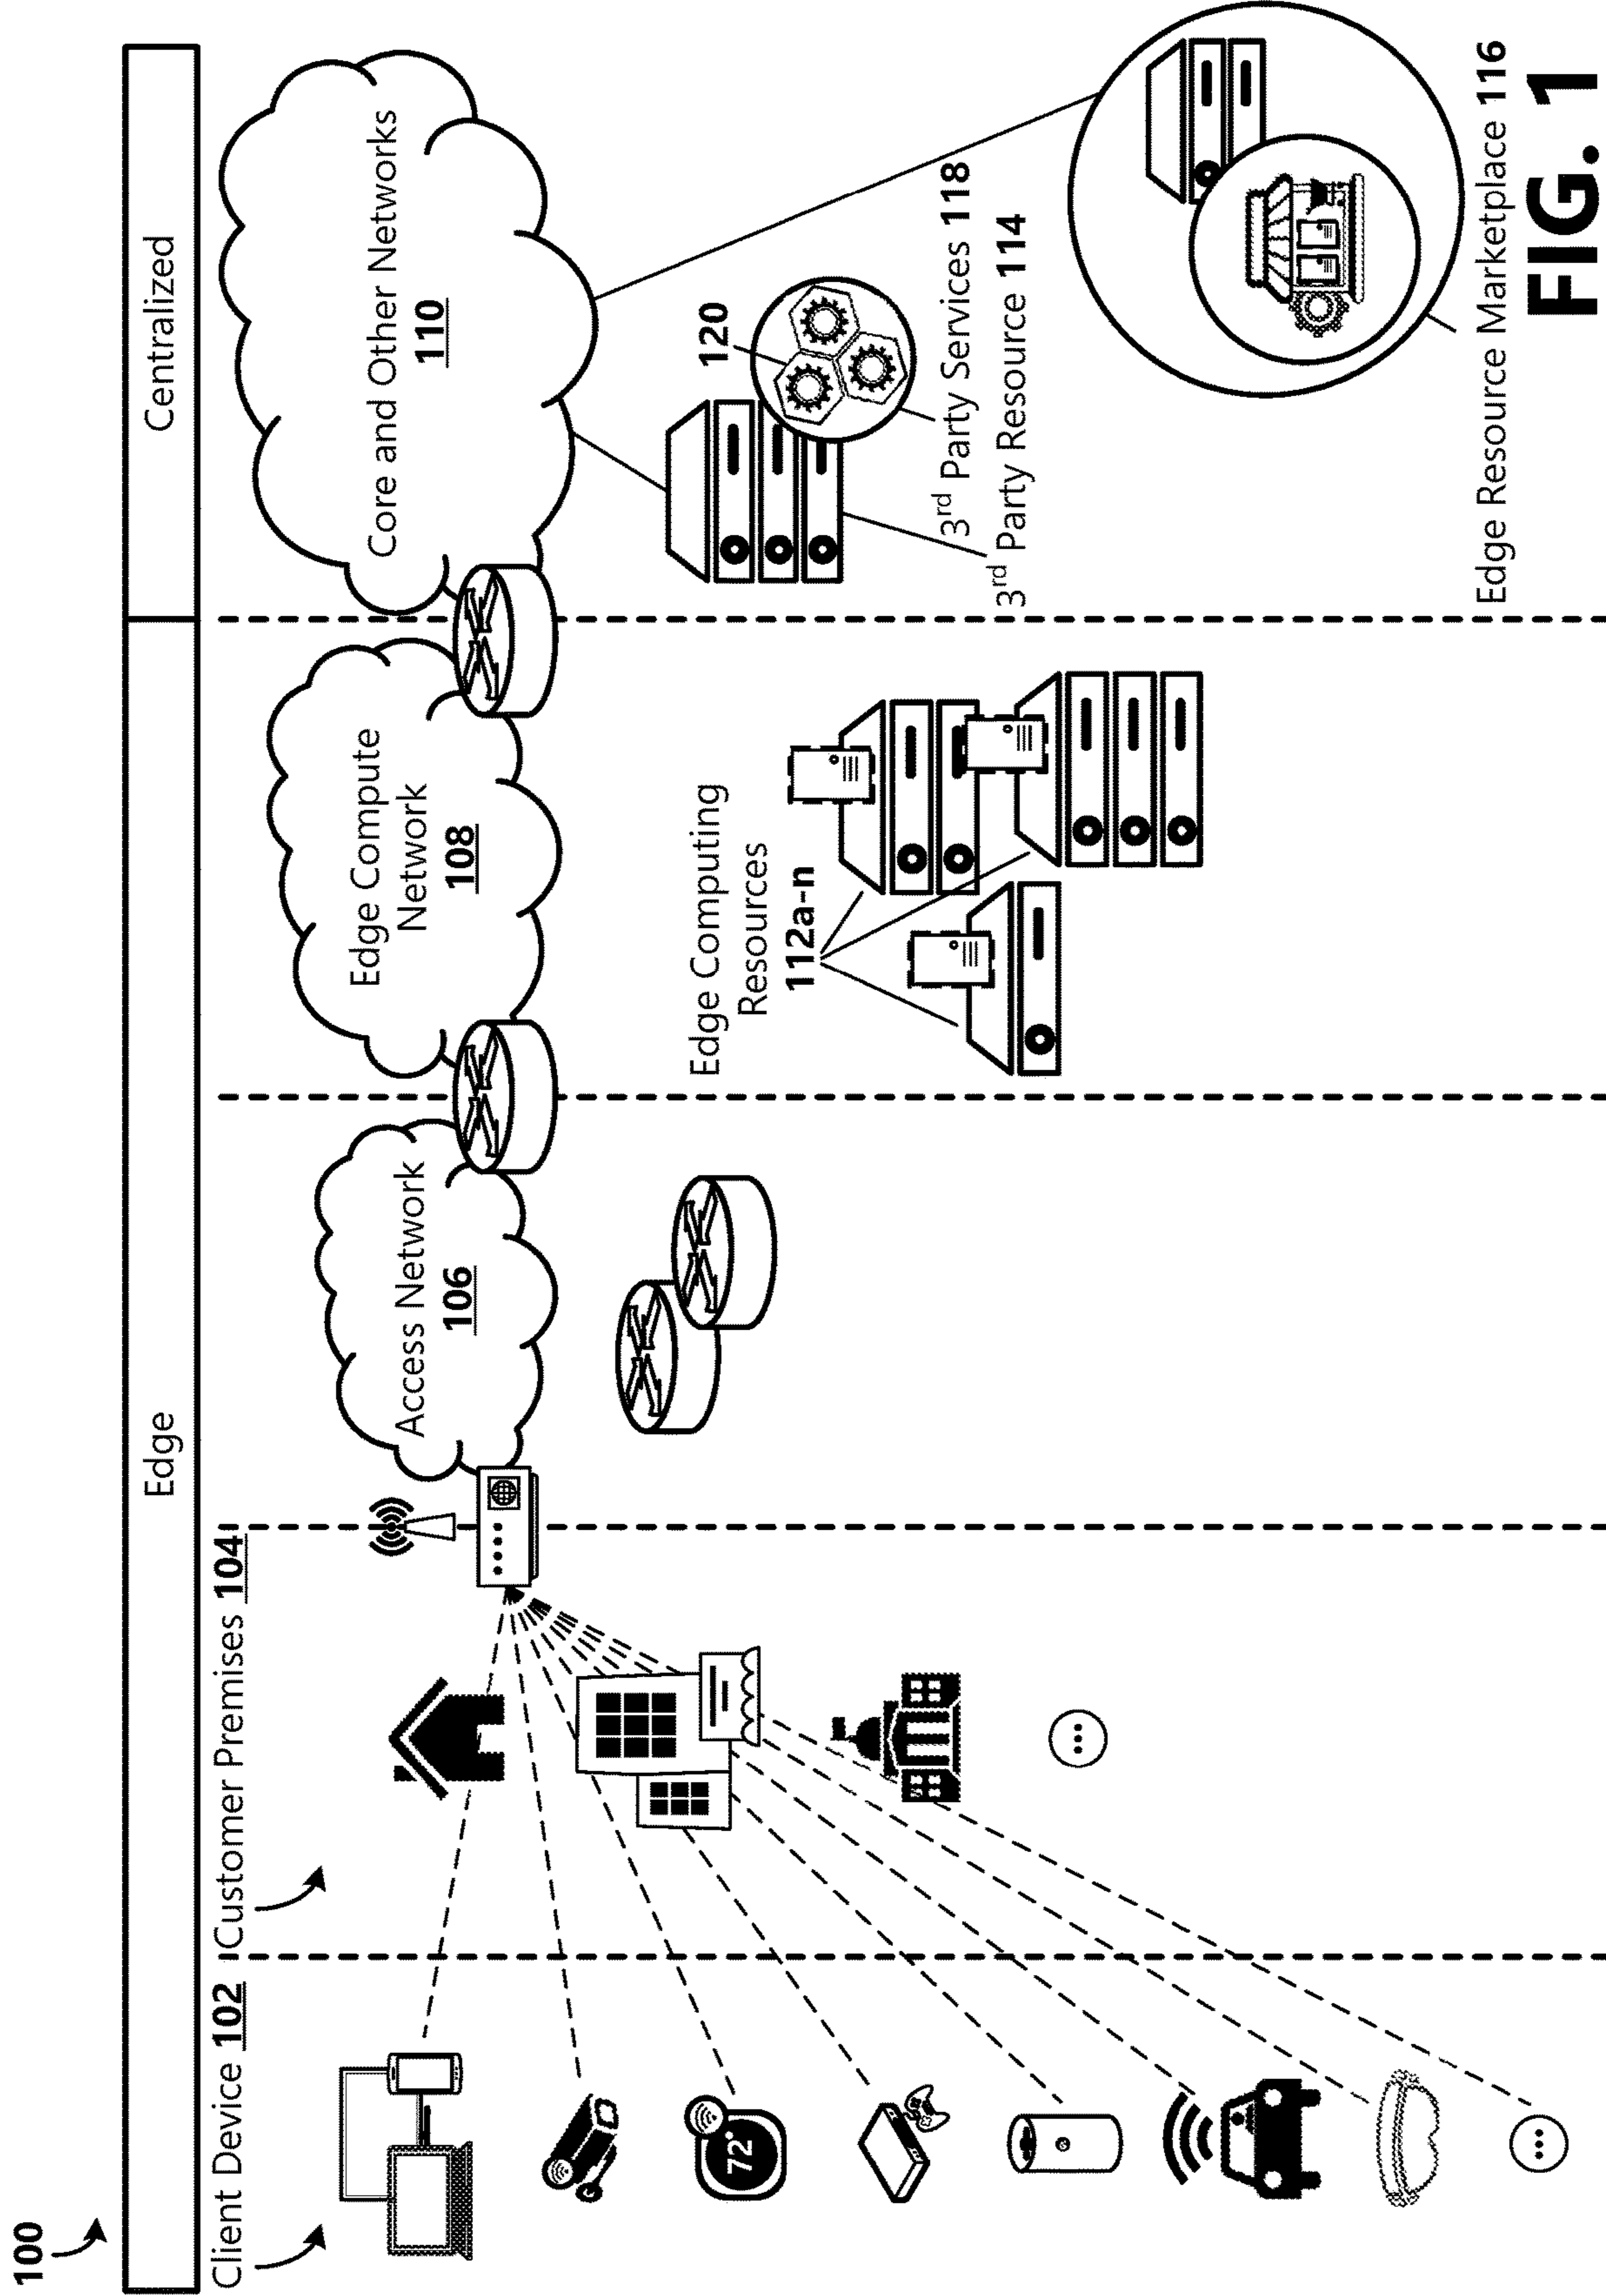 100
Edge
Centralized
Client Device 102
Customer Premises 104
Access Network
106
Edge Compute
Network
108
Core and Other Networks
110
72°
Edge Computing
Resources
112a-n
120
3rd Party Services 118
3rd Party Resource 114
Edge Resource Marketplace 116
FIG. 1